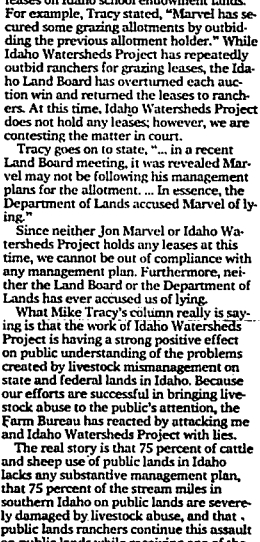 leases on Idaho school endowment lands.
For example, Tracy stated, “Marvel has se-
cured some grazing allotments by outbid-
ding the previous allotment holder.” While
Idaho Watersheds Project has repeatedly
outbid ranchers for grazing leases, the Ida-
ho Land Board has overturned each auc-
tion win and returned the leases to ranch-
ers. At this time, Idaho Watersheds Project
does not hold any leases; however, we are
contesting the matter in court.
Tracy goes on to state, “... in a recent
Land Board meeting, it was revealed Mar-
vel may not be following his management
plans for the allotment. ... In essence, the
Department of Lands accused Marvel of ly-
ing.”
Since neither Jon Marvel or Idaho Wa-
tersheds Project holds any leases at this
time, we cannot be out of compliance with
any management plan. Furthermore, nei-
ther the Land Board or the Department of
Lands has ever accused us of lying.
What Mike Tracy's column really is say-
ing is that the work of Idaho Watersheds
Project is having a strong positive effect
on public understanding of the problems
created by livestock mismanagement on
state and federal lands in Idaho. Because
our efforts are successful in bringing live-
stock abuse to the public's attention, the
Farm Bureau has reacted by attacking me
and Idaho Watersheds Project with lies.
The real story is that 75 percent of cattle
and sheep use of public lands in Idaho
lacks any substantive management plan,
that 75 percent of the stream miles in
southern Idaho on public lands are severe-
ly damaged by livestock abuse, and that
public lands ranchers continue this assault